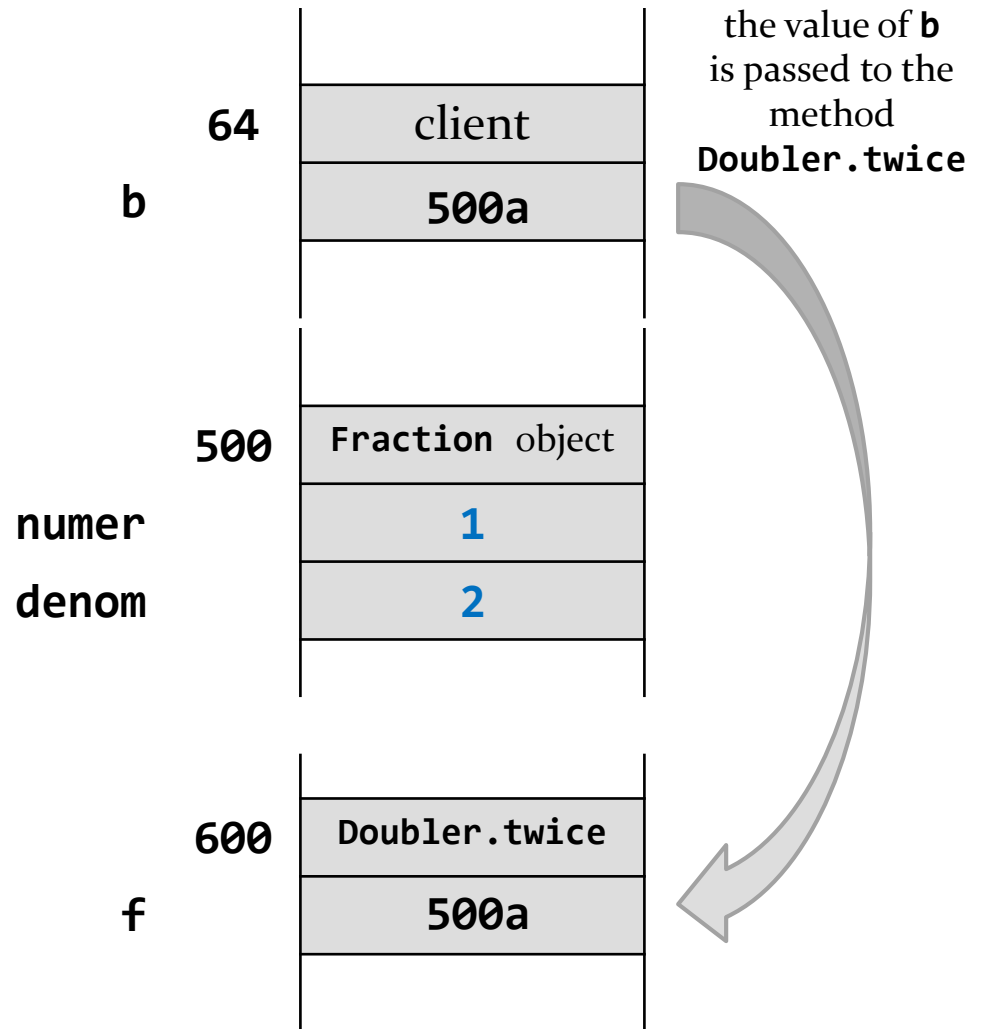 the value of b
is passed to the
method
Doubler.twice
64 client
b 500a
500 Fraction object
numer 1
denom 2
600 Doubler.twice
f 500a